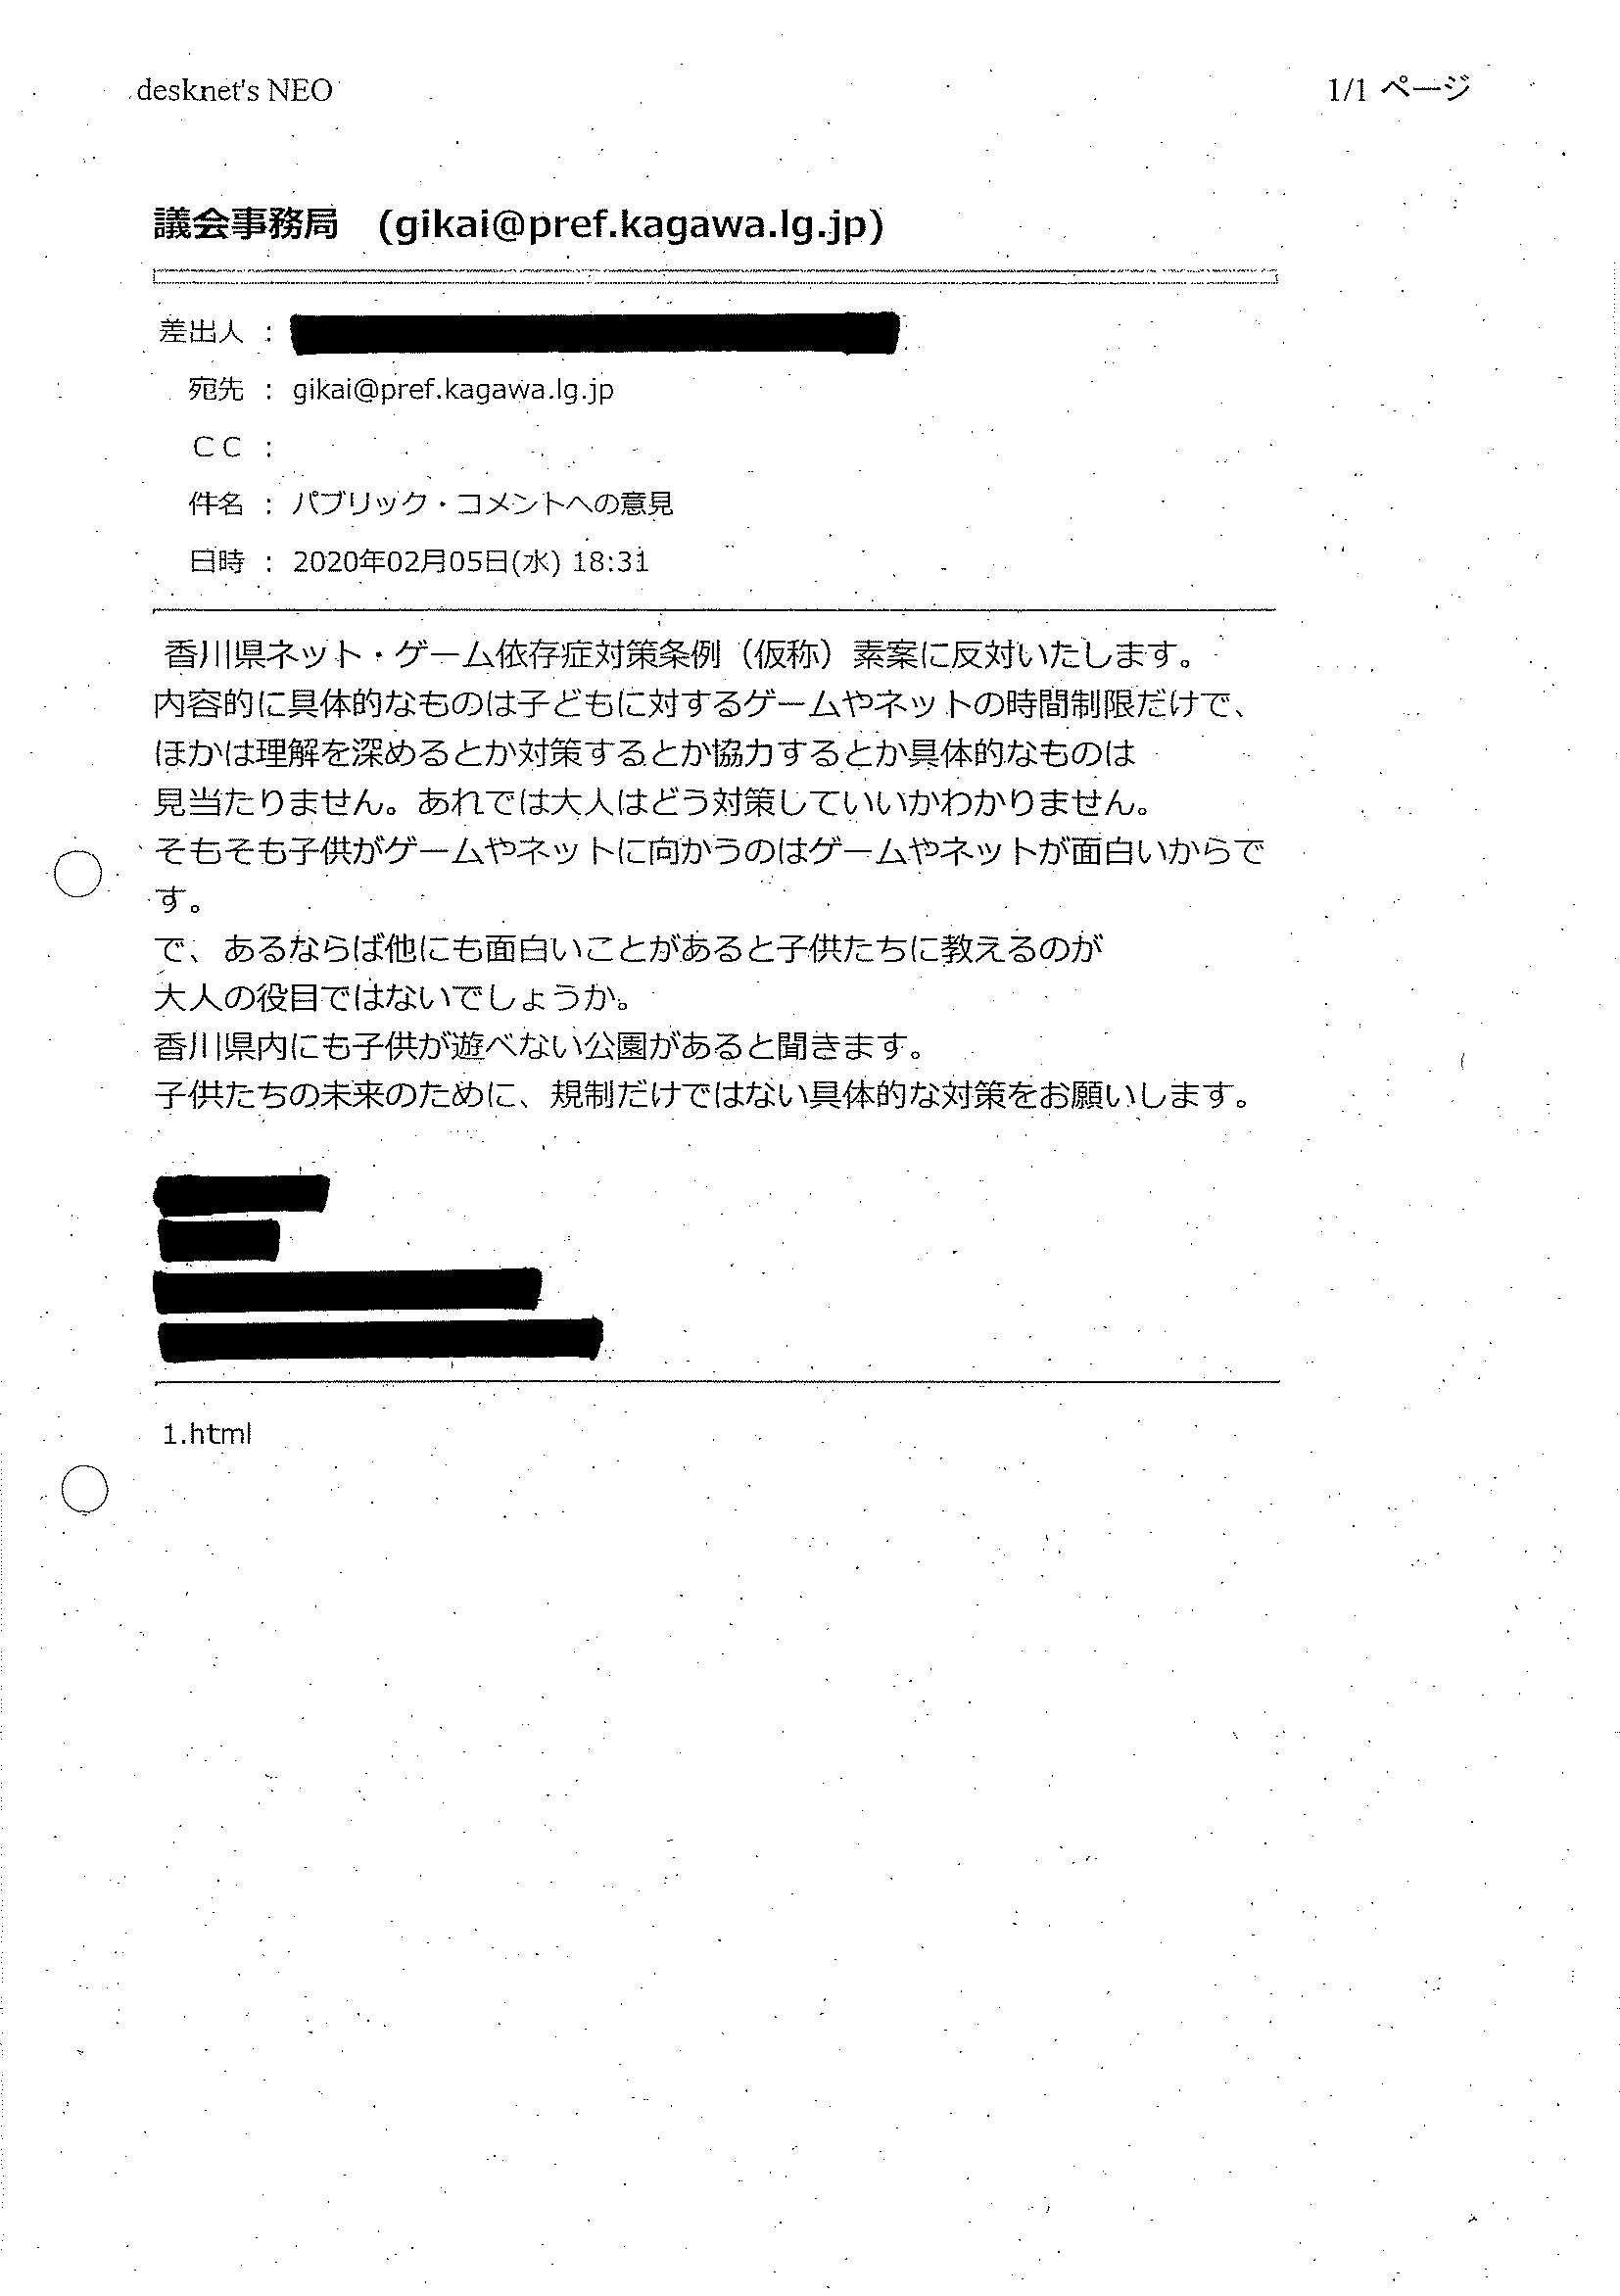 desknet's NEO
1/1 ページ
議会事務局　(gikai@pref.kagawa.lg.jp)
差出人 :
宛先 : gikai@pref.kagawa.lg.jp
ＣＣ :
件名 : パブリック・コメントへの意見
日時 : 2020年02月05日(水) 18:31
香川県ネット・ゲーム依存症対策条例（仮称）素案に反対いたします。
内容的に具体的なものは子どもに対するゲームやネットの時間制限だけで、
ほかは理解を深めるとか対策するとか協力するとか具体的なものは
見当たりません。あれでは大人はどう対策していいかわかりません。
そもそも子供がゲームやネットに向かうのはゲームやネットが面白いからで
す。
で、あるならば他にも面白いことがあると子供たちに教えるのが
大人の役目ではないでしょうか。
香川県内にも子供が遊べない公園があると聞きます。
子供たちの未来のために、規制だけではない具体的な対策をお願いします。
1.html